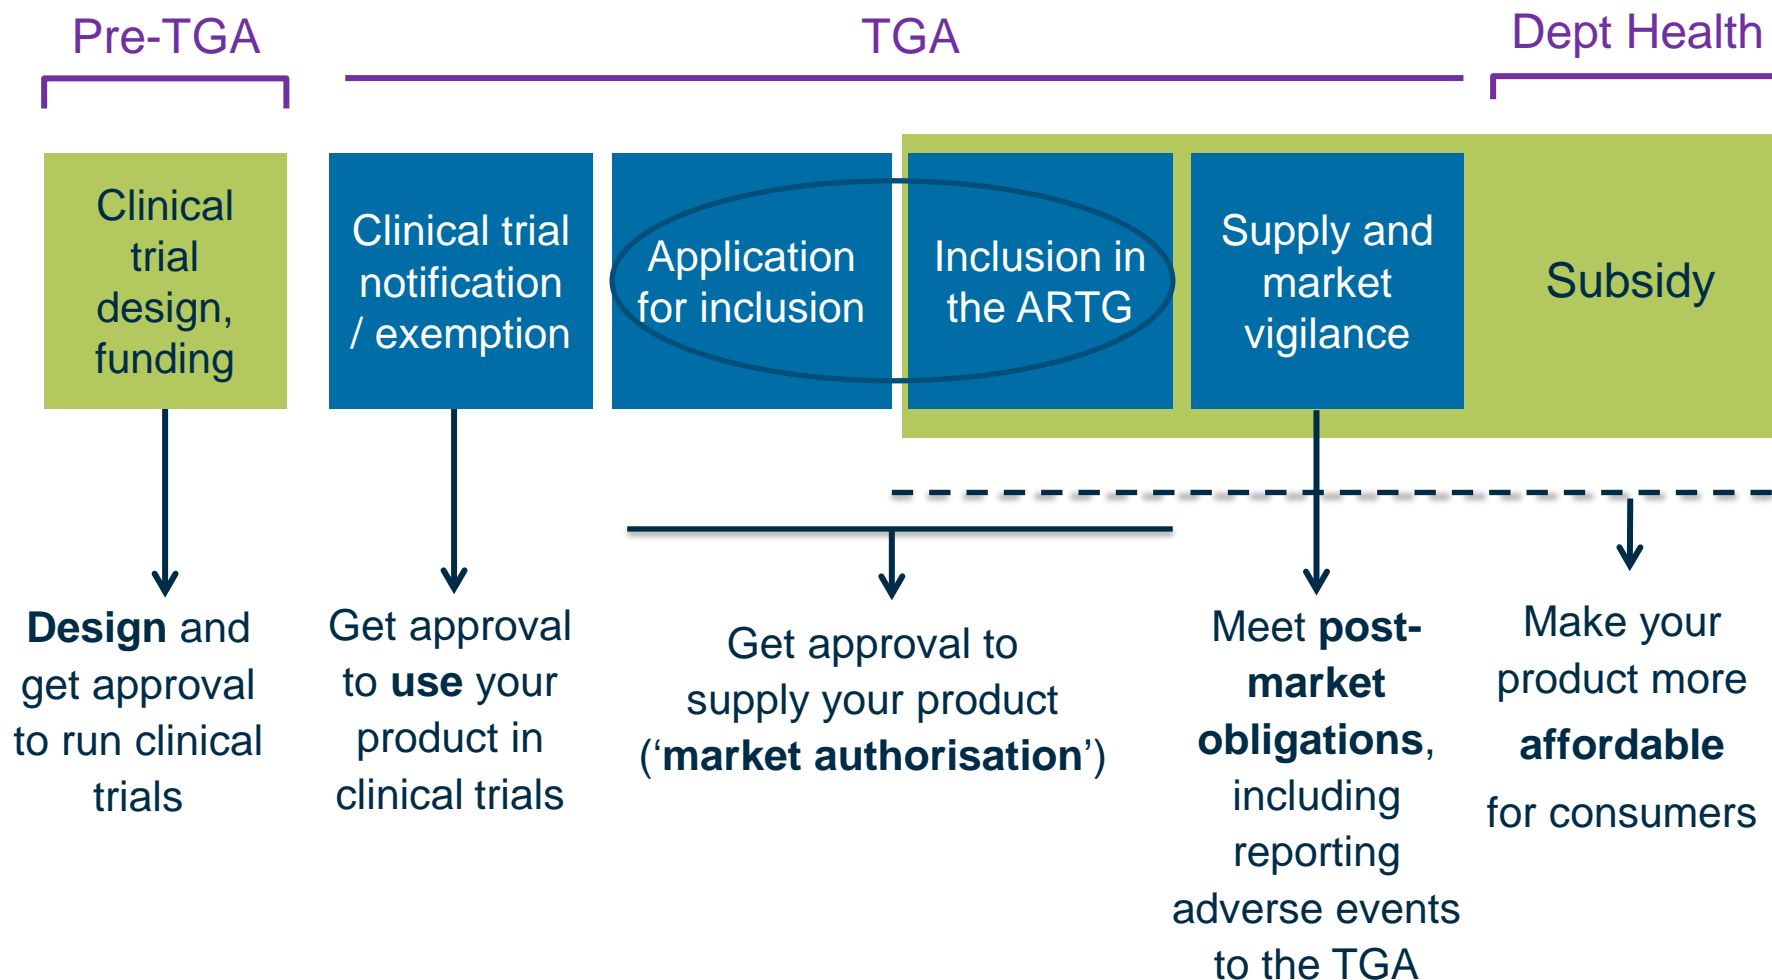 Pre-TGA
TGA
Dept Health
Clinical
trial
design,
funding
Clinical trial
notification
/ exemption
Application
for inclusion
Inclusion in
the ARTG
Supply and
market
vigilance
Subsidy
Design and
get approval
to run clinical
trials
Get approval
to use your
product in
clinical trials
Get approval to
supply your product
(‘market authorisation’)
Meet post-
market
obligations,
including
reporting
adverse events
to the TGA
Make your
product more
affordable
for consumers